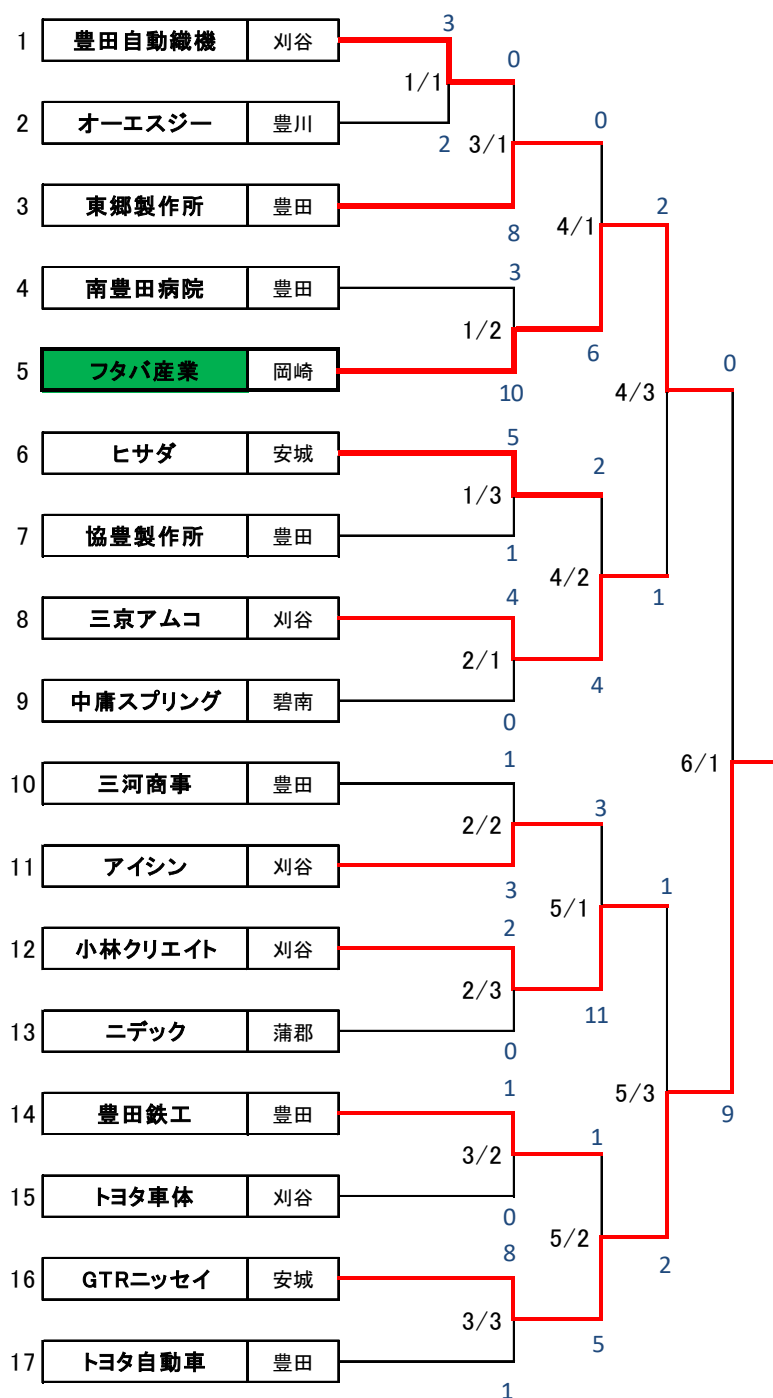 3
1 豊田自動織機 刈谷 0
1/1
2 オーエスジー 豊川 0
2 3/1
3 東郷製作所 豊田 2
8 4/1
3
4 南豊田病院 豊田
1/2
6 0
5 フタバ産業 岡崎 4/3
10
5
6 ヒサダ 安城 2
1/3
7 協豊製作所 豊田
1 4/2
4 1
8 三京アムコ 刈谷
2/1
4
9 中庸スプリング 碧南
0
1 6/1
10 三河商事 豊田
2/2 3
11 アイシン 刈谷
3 1
2 5/1
12 小林クリエイト 刈谷
2/3
11
13 ニデック 蒲郡
0
1 5/3
14 豊田鉄工 豊田 9
1
3/2
15 トヨタ車体 刈谷
0
8 5/2
2
16 GTRニッセイ 安城
3/3
5
17 トヨタ自動車 豊田
1